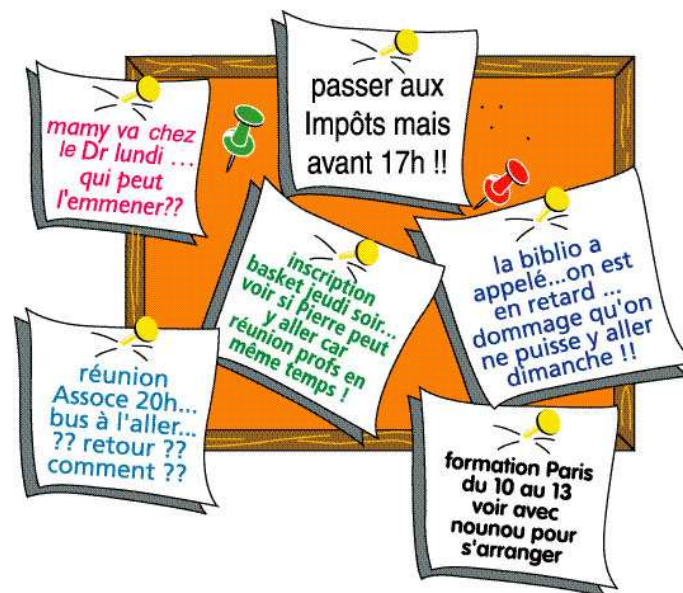 mamy va chez
le Dr lundi ...
qui peut
l'emmener??
passer aux
Impôts mais
avant 17h !!
inscription
basket jeudi soir...
voir si Pierre peut
y aller car
réunion profs en
même temps !
la biblio a
appelé...on est
en retard ...
dommage qu'on
ne puisse y aller
dimanche !!
réunion
Assoce 20h...
bus à l'aller...
?? retour ??
comment ??
formation Paris
du 10 au 13
voir avec
nounou pour
s'arranger